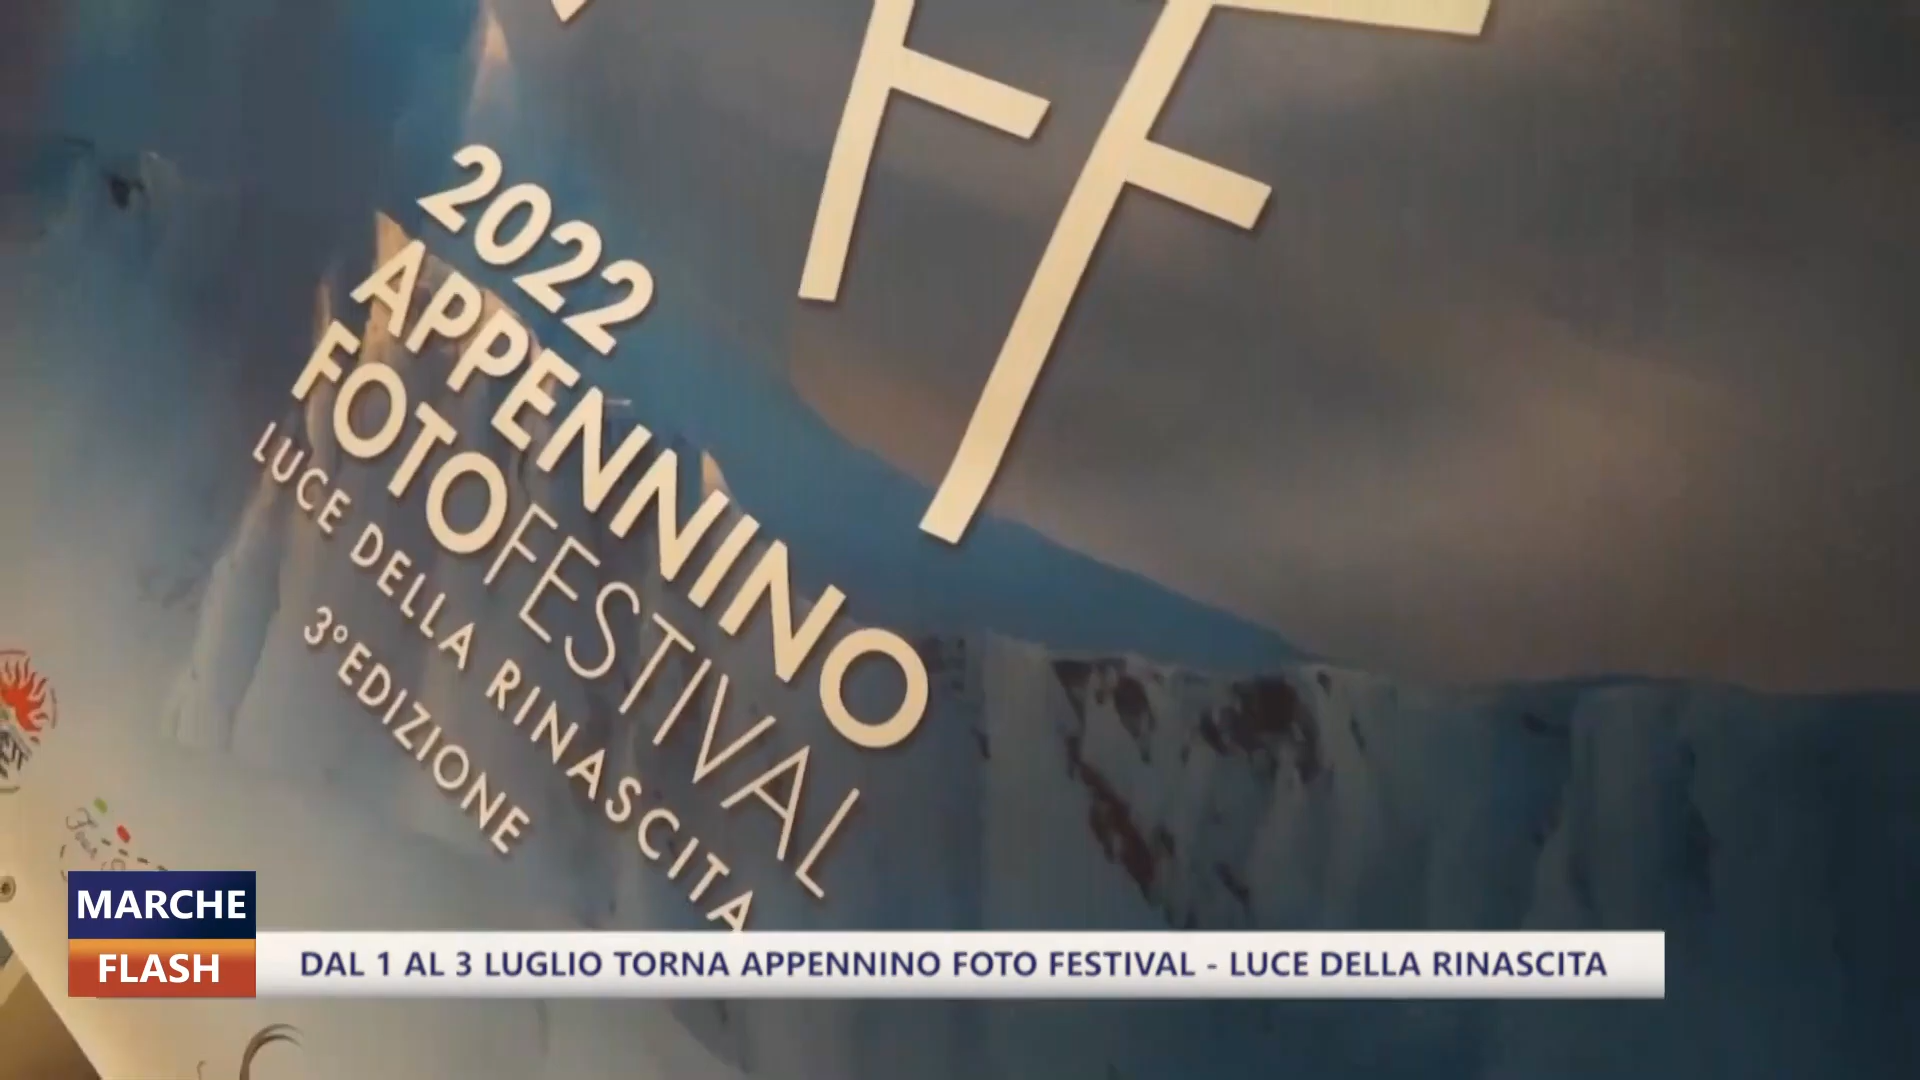 FF
2022
APPENNINO
FOTOFESTIVAL
LUCE DELLA RINASCITA
3° EDIZIONE
MARCHE
FLASH
DAL 1 AL 3 LUGLIO TORNA APPENNINO FOTO FESTIVAL - LUCE DELLA RINASCITA